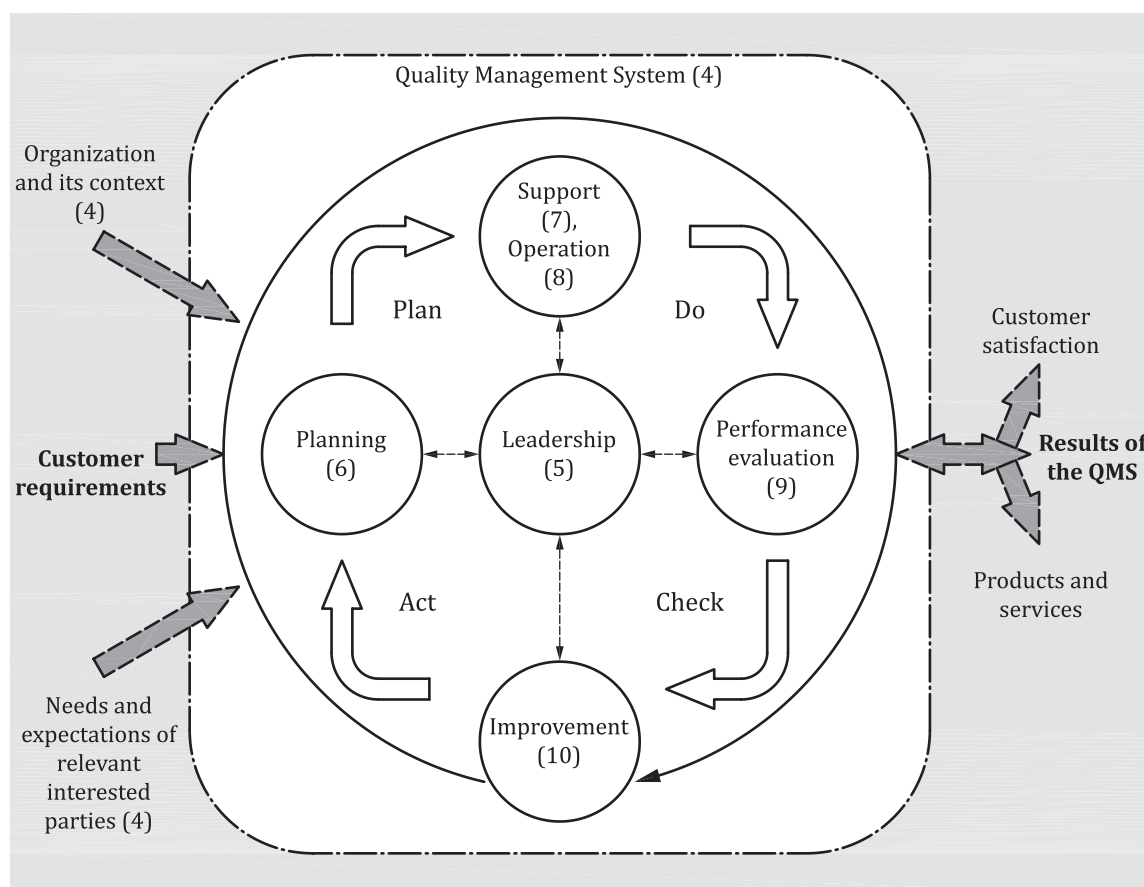 Quality Management System (4)
Organization
and its context
(4)
Support
(7),
Operation
(8)
Plan
Do
Customer
satisfaction
Planning
(6)
Leadership
(5)
Performance
evaluation
(9)
Customer
requirements
Results of
the QMS
Act
Check
Products and
services
Needs and
expectations of
relevant
interested
parties (4)
Improvement
(10)